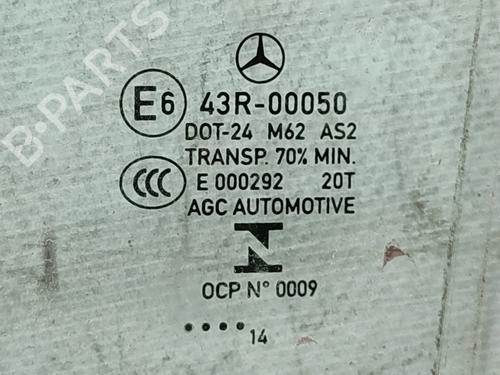 B-PARTS
E6 43R-00050
DOT-24 M62 AS2
TRANSP. 70% MIN.
CCC E 000292 20T
AGC AUTOMOTIVE
N
OCP N° 0009
•••• 14